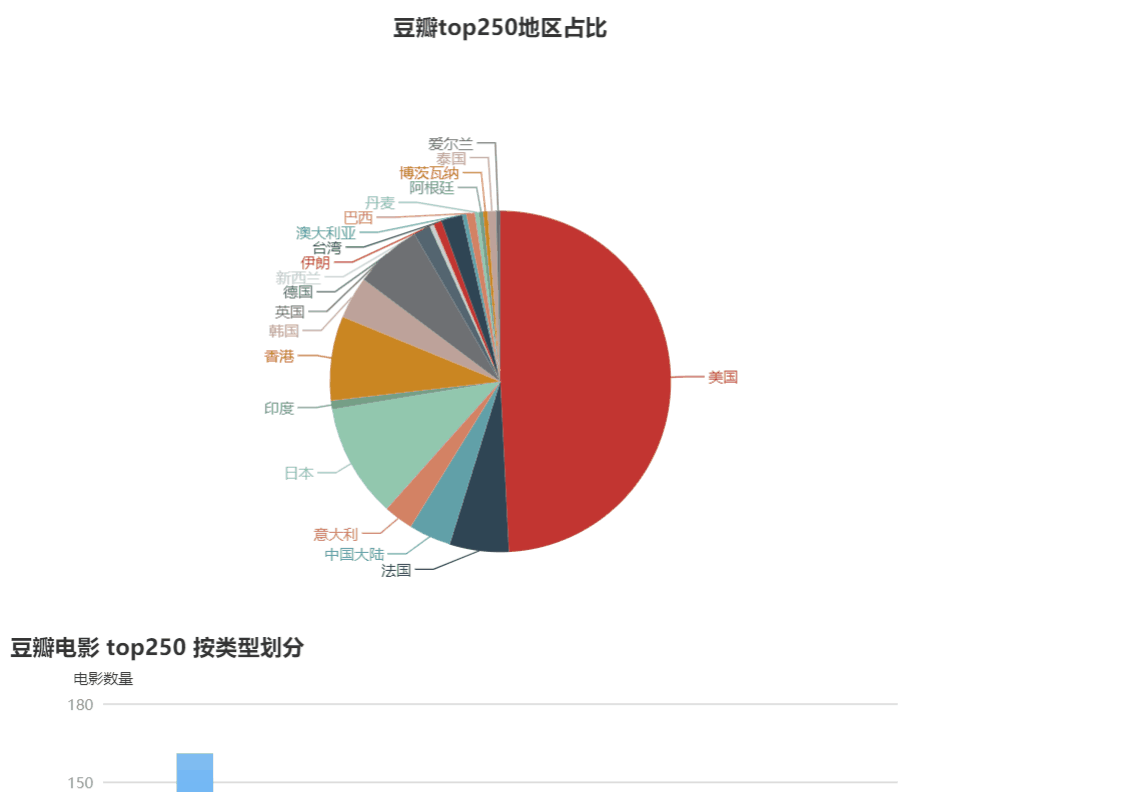 豆瓣top250地区占比
爱尔兰
泰国
博茨瓦纳
阿根廷
丹麦
巴西
澳大利亚
台湾
伊朗
新西兰
德国
英国
韩国
香港
美国
印度
日本
意大利
中国大陆
法国
豆瓣电影 top250 按类型划分
电影数量
180
150